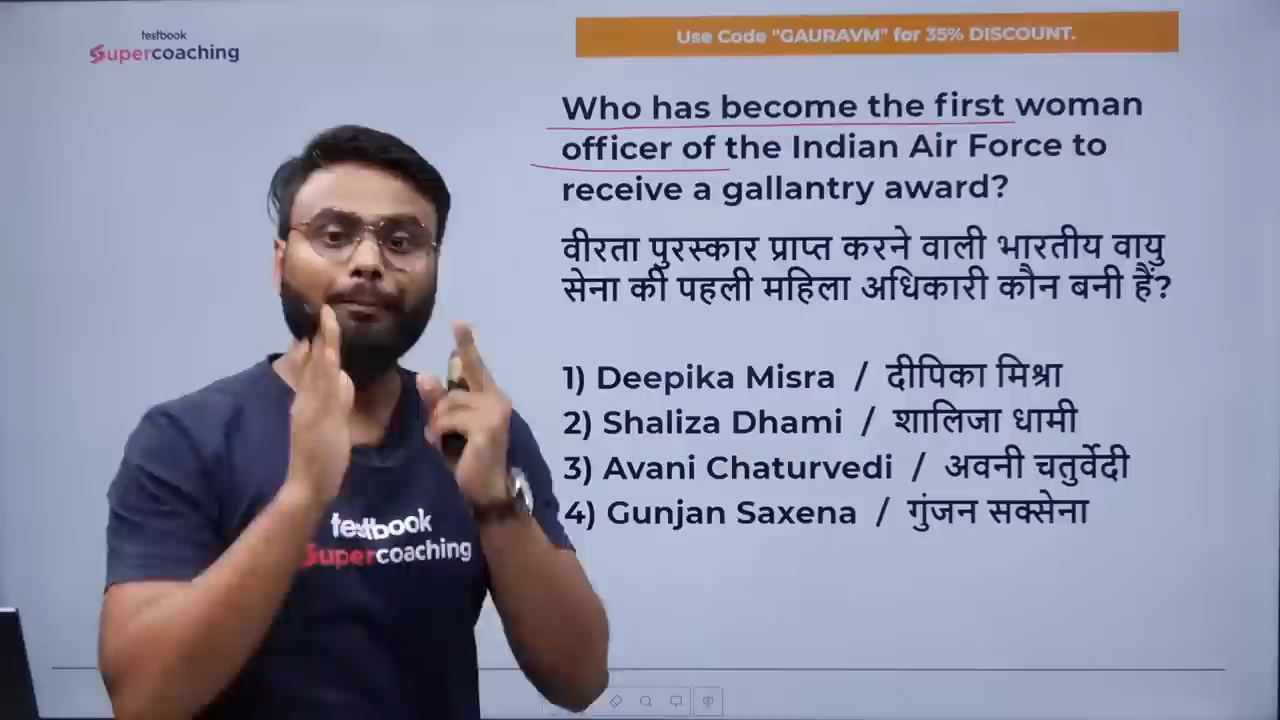 testbook
Supercoaching
Use Code "GAURAVM" for 35% DISCOUNT.
Who has become the first woman
officer of the Indian Air Force to
receive a gallantry award?
वीरता पुरस्कार प्राप्त करने वाली भारतीय वायु
सेना की पहली महिला अधिकारी कौन बनी हैं?
1) Deepika Misra / दीपिका मिश्रा
2) Shaliza Dhami / शालिजा धामी
3) Avani Chaturvedi / अवनी चतुर्वेदी
4) Gunjan Saxena / गुंजन सक्सेना
testbook
Supercoaching